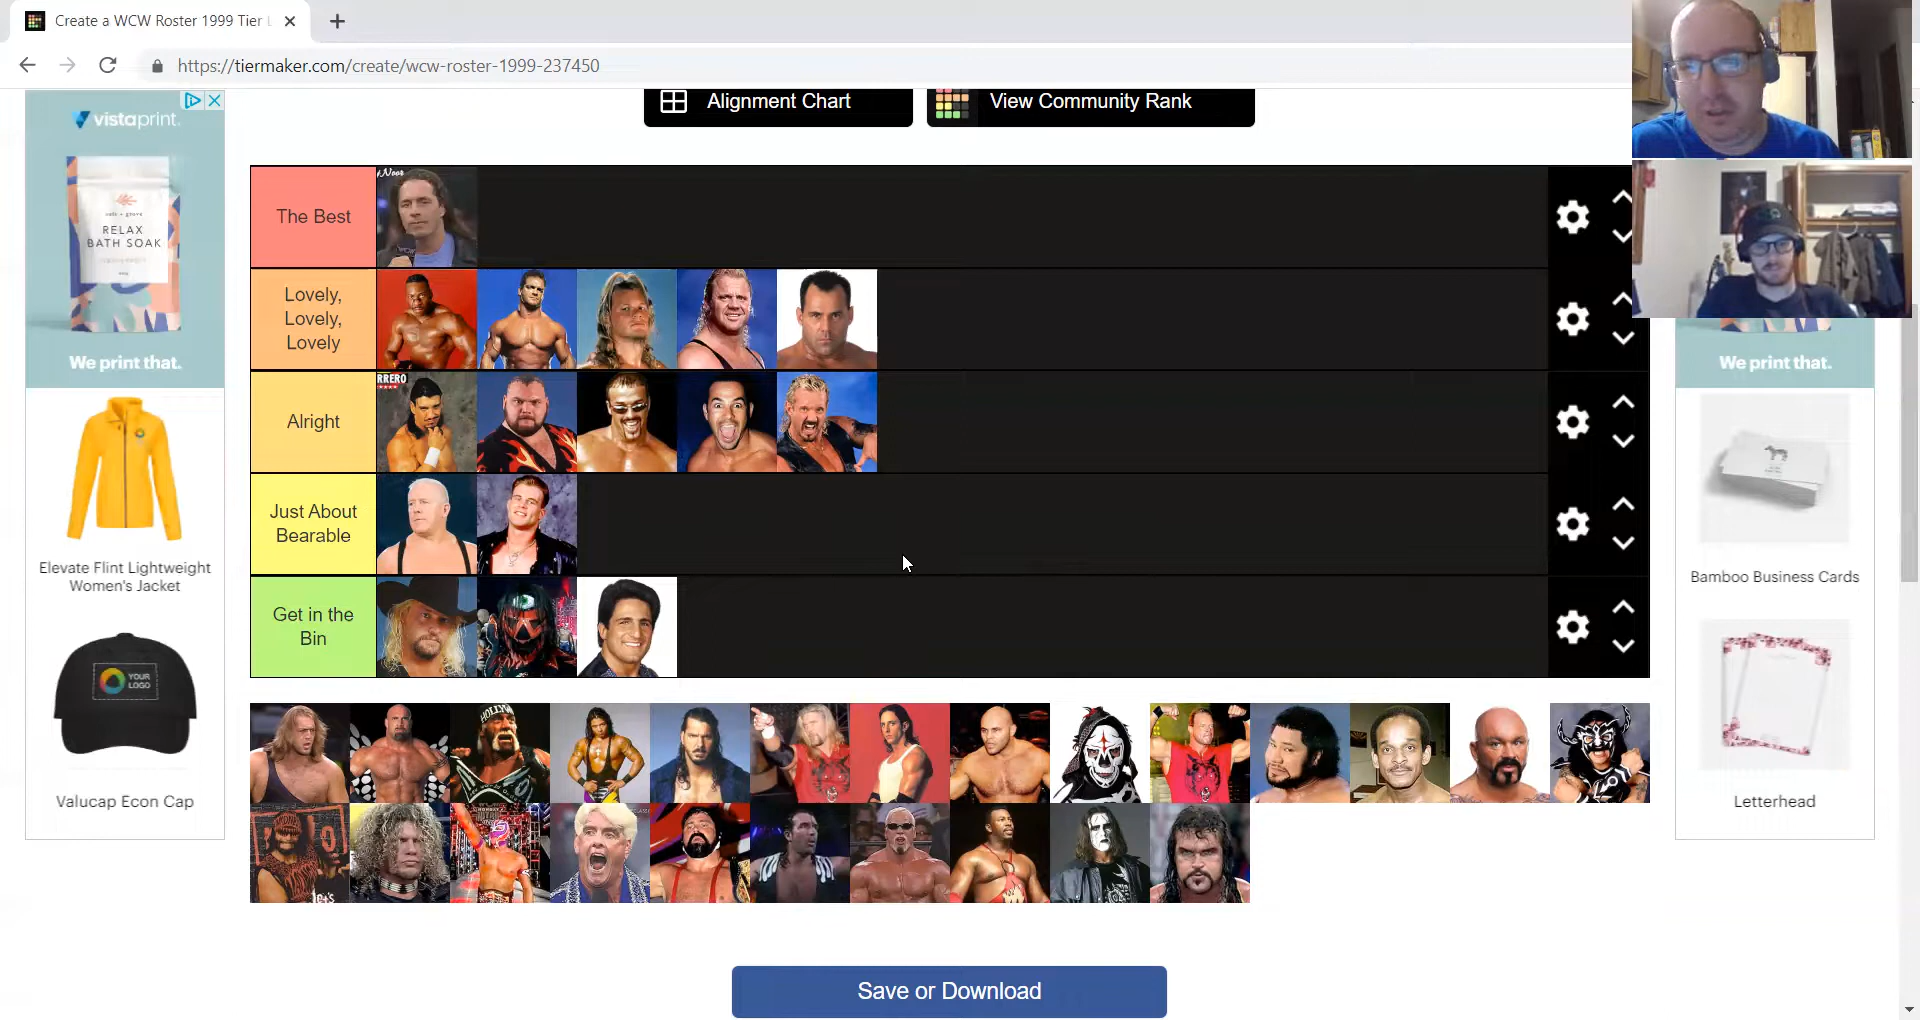 Create a WCW Roster 1999 Tier L
https://tiermaker.com/create/wcw-roster-1999-237450
Alignment Chart
View Community Rank
vistaprint.
RELAX
BATH SOAK
We print that.
Elevate Flint Lightweight
Women's Jacket
YOUR
LOGO
Valucap Econ Cap
The Best
Lovely,
Lovely,
Lovely
Alright
RRERO
Just About
Bearable
Get in the
Bin
HOLLYW
let's
Save or Download
We print that.
Bamboo Business Cards
Letterhead